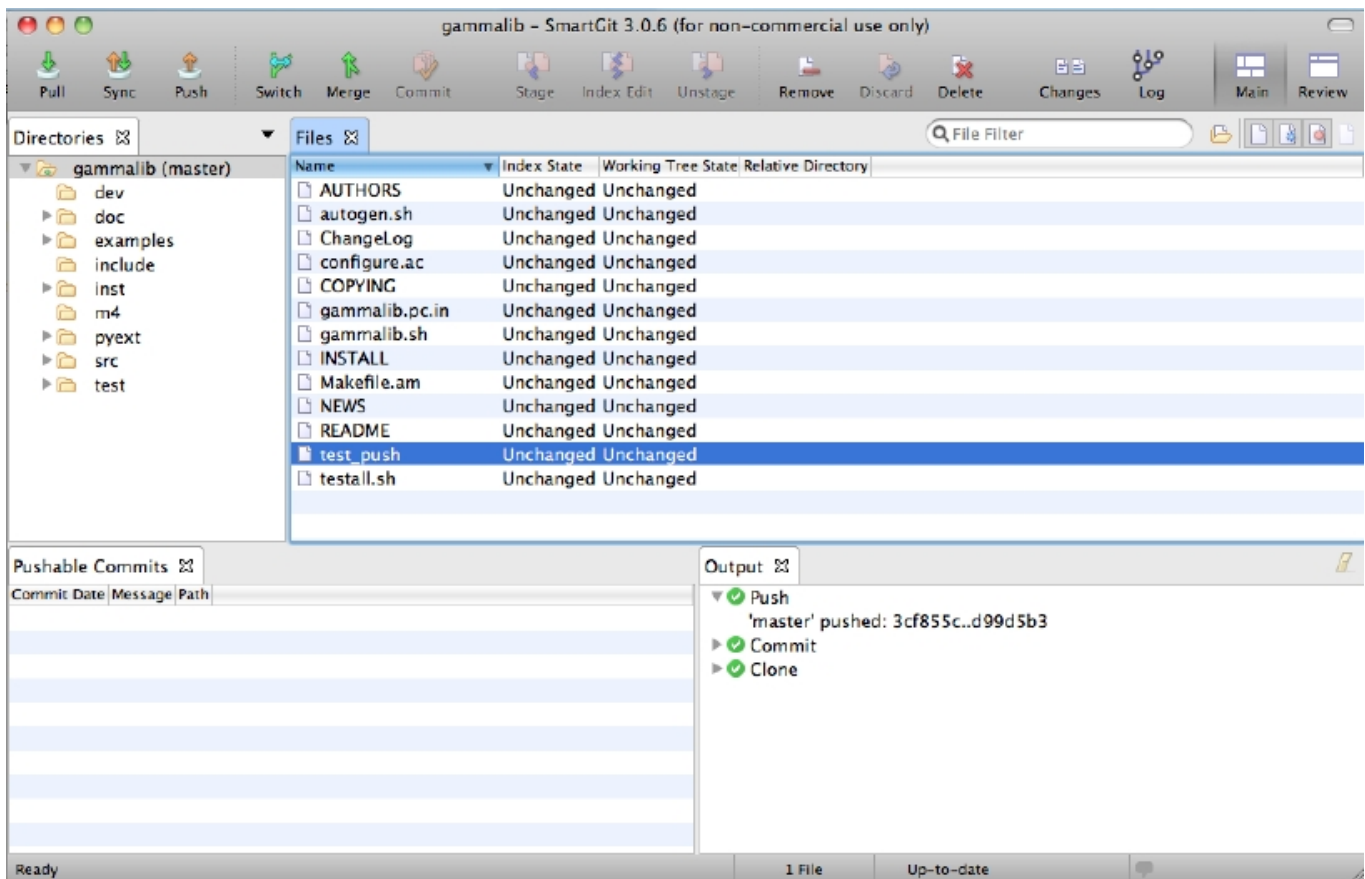 gammalib – SmartGit 3.0.6 (for non-commercial use only)
Pull Sync Push Switch Merge Commit Stage Index Edit Unstage Remove Discard Delete Changes Log Main Review
Directories
Files
File Filter
gammalib (master)
dev
doc
examples
include
inst
m4
pyext
src
test
Name Index State Working Tree State Relative Directory
AUTHORS Unchanged Unchanged
autogen.sh Unchanged Unchanged
ChangeLog Unchanged Unchanged
configure.ac Unchanged Unchanged
COPYING Unchanged Unchanged
gammalib.pc.in Unchanged Unchanged
gammalib.sh Unchanged Unchanged
INSTALL Unchanged Unchanged
Makefile.am Unchanged Unchanged
NEWS Unchanged Unchanged
README Unchanged Unchanged
test_push Unchanged Unchanged
testall.sh Unchanged Unchanged
Pushable Commits
Commit Date Message Path
Output
Push
'master' pushed: 3cf855c..d99d5b3
Commit
Clone
Ready 1 File Up-to-date